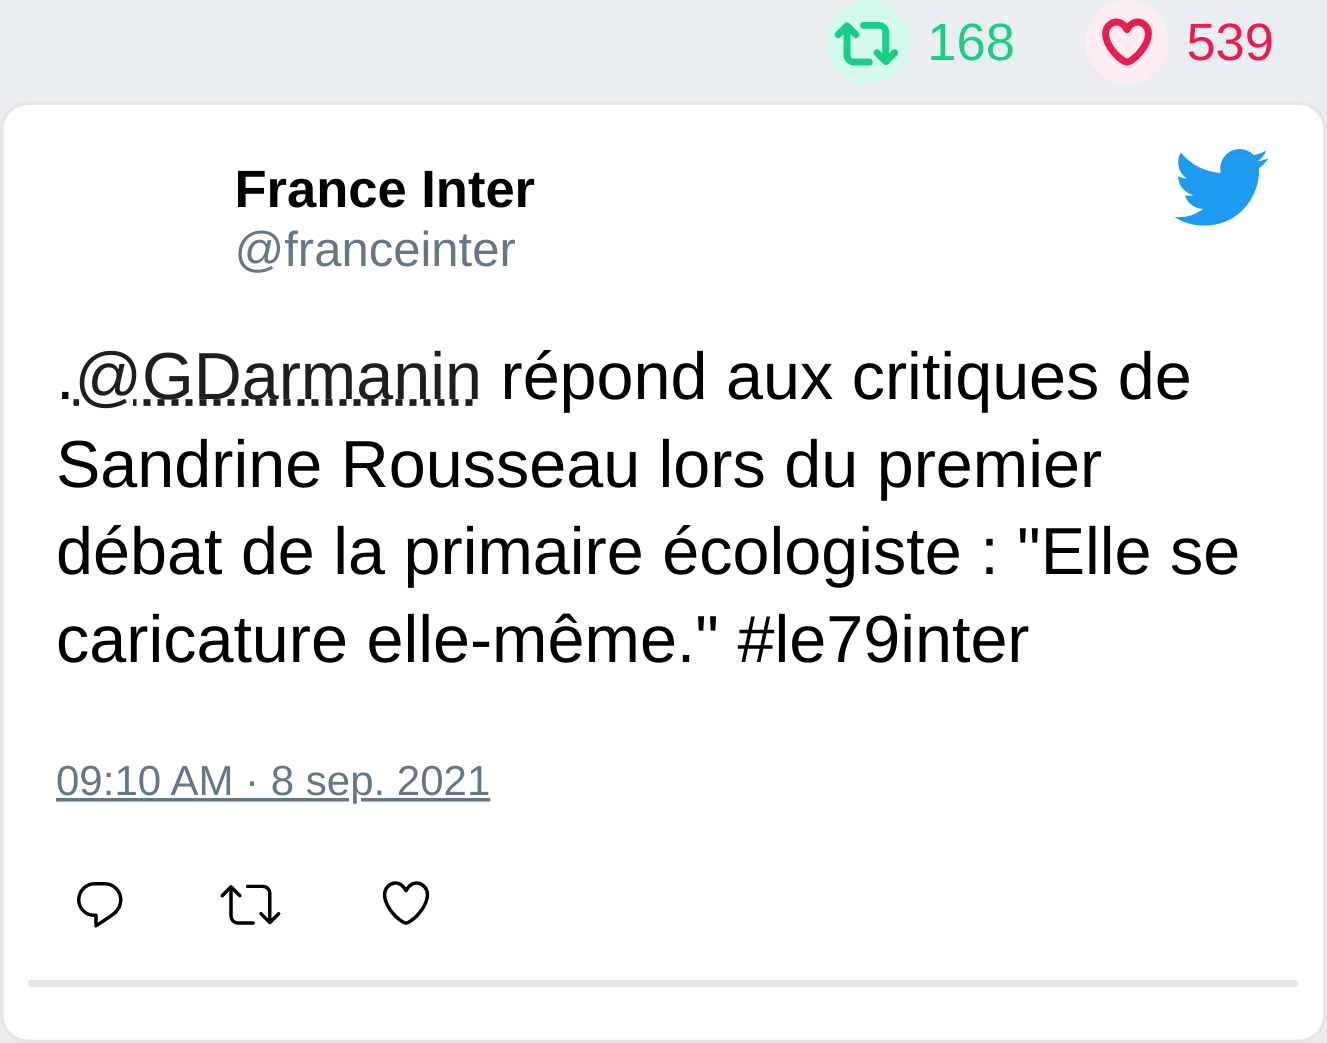 168 539
France Inter
@franceinter
.@GDarmanin répond aux critiques de
Sandrine Rousseau lors du premier
débat de la primaire écologiste : "Elle se
caricature elle-même." #le79inter
09:10 AM · 8 sep. 2021